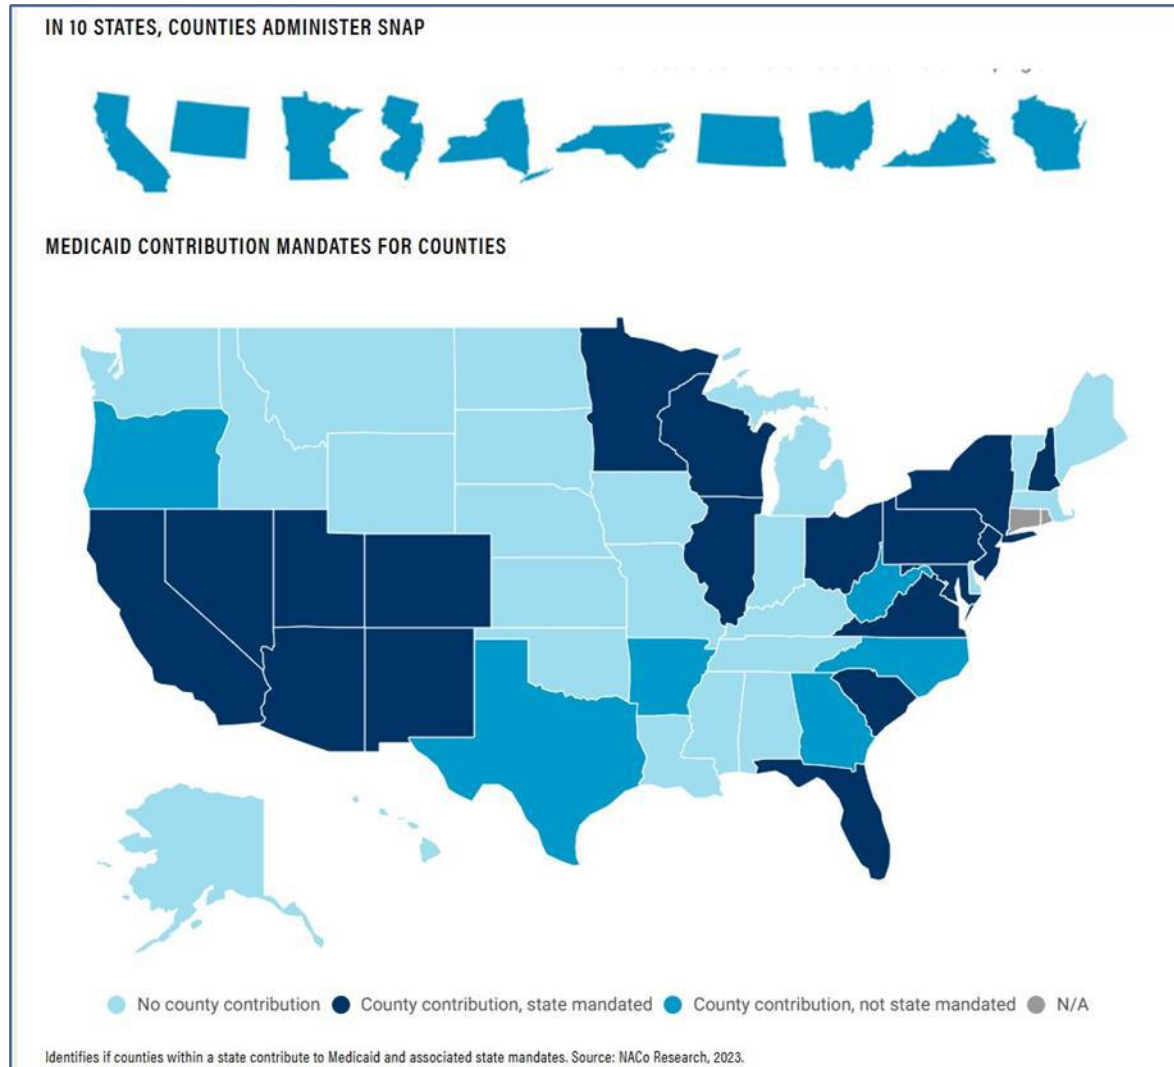 IN 10 STATES, COUNTIES ADMINISTER SNAP
MEDICAID CONTRIBUTION MANDATES FOR COUNTIES
No county contribution County contribution, state mandated County contribution, not state mandated N/A
Identifies if counties within a state contribute to Medicaid and associated state mandates. Source: NACo Research, 2023.